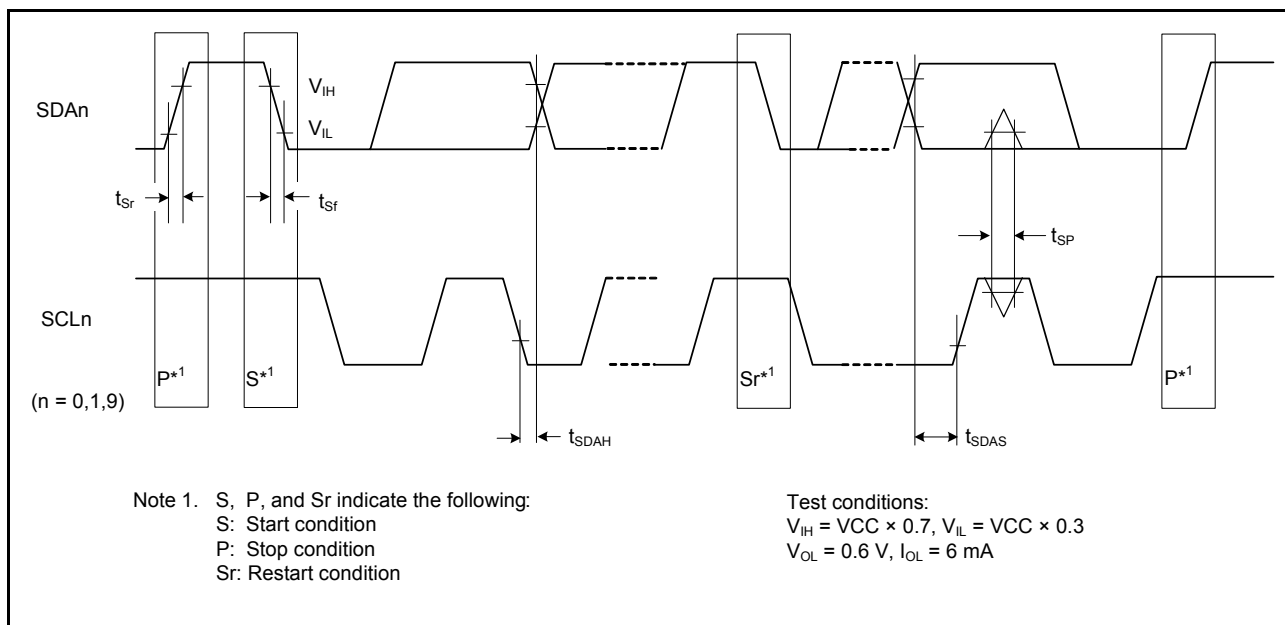 SDAn
V_IH
V_IL
t_Sr
t_Sf
t_SP
SCLn
P*¹
S*¹
Sr*¹
P*¹
(n = 0,1,9)
t_SDAH
t_SDAS
Note 1. S, P, and Sr indicate the following:
S: Start condition
P: Stop condition
Sr: Restart condition
Test conditions:
V_IH = VCC × 0.7, V_IL = VCC × 0.3
V_OL = 0.6 V, I_OL = 6 mA